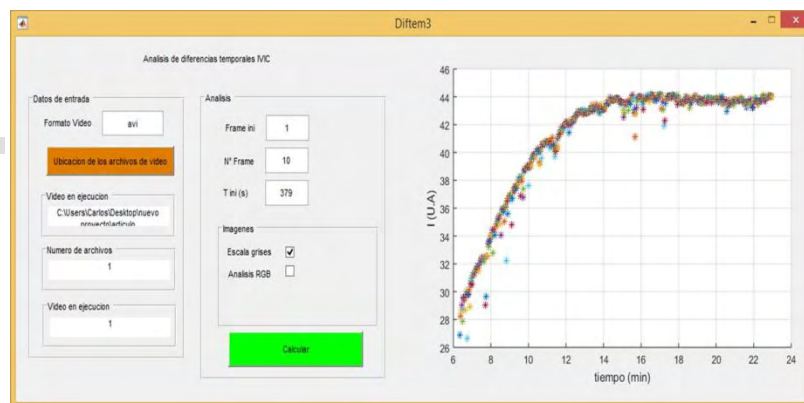 Diftem3
Analisis de diferencias temporales IVIC
Datos de entrada
Formato Video
avi
Ubicacion de los archivos de video
Video en ejecucion
C:\Users\Carlos\Desktop\nuevo
proyecto\articulo
Numero de archivos
1
Video en ejecucion
1
Analisis
Frame ini
1
N° Frame
10
T ini (s)
379
Imagenes
Escala grises
Analisis RGB
Calcular
I (U.A)
46
44
42
40
38
36
34
32
30
28
26
6 8 10 12 14 16 18 20 22 24
tiempo (min)